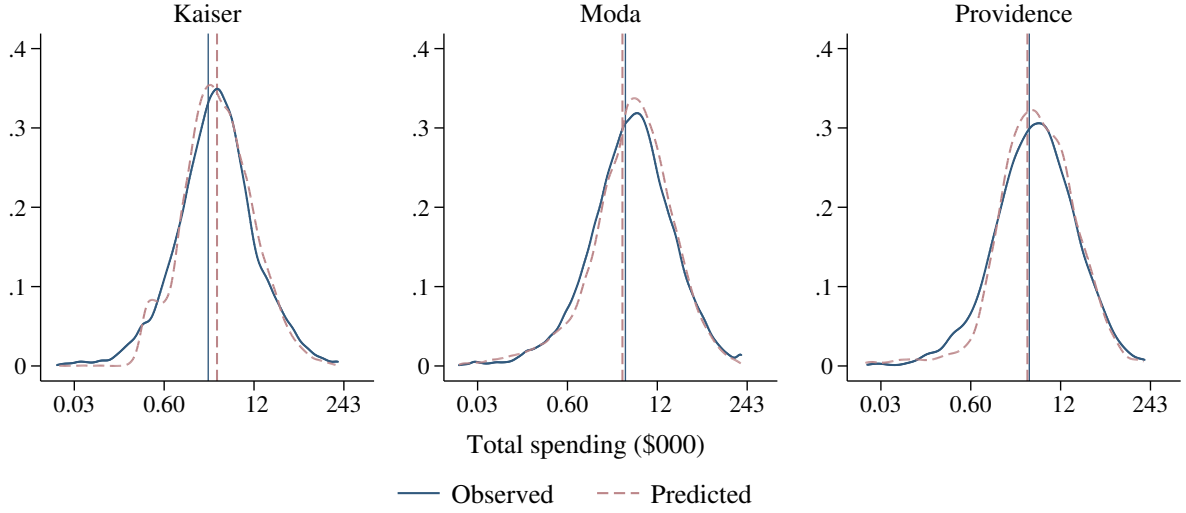 Kaiser Moda Providence
.4 .4 .4
.3 .3 .3
.2 .2 .2
.1 .1 .1
0 0 0
0.03 0.60 12 243 0.03 0.60 12 243 0.03 0.60 12 243
Total spending ($000)
Observed Predicted